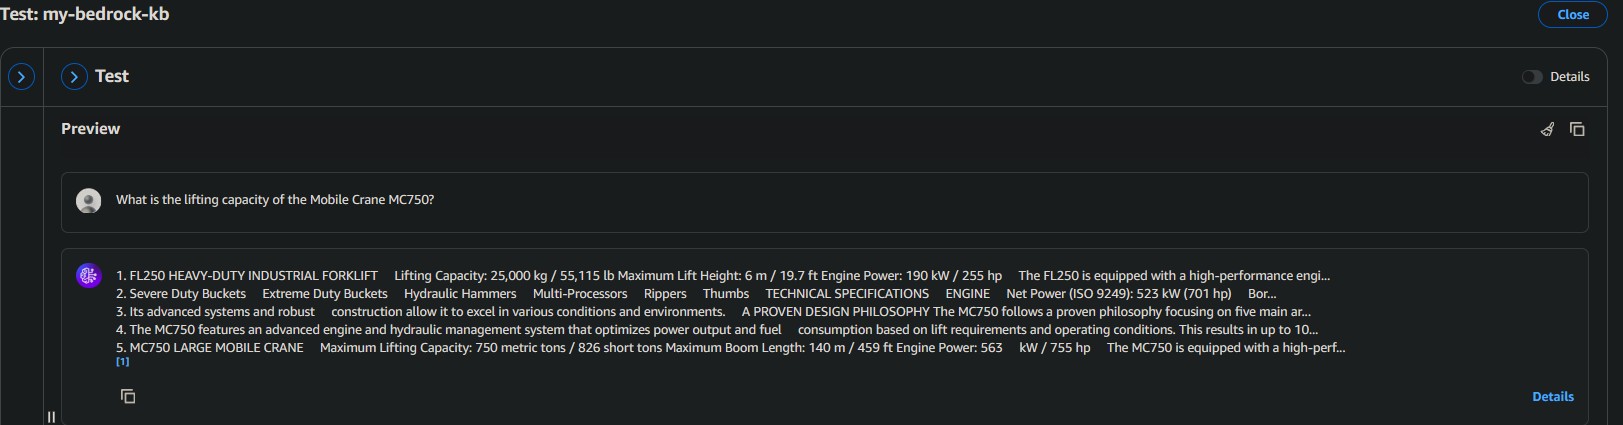 Test: my-bedrock-kb
Close
Test
Details
Preview
What is the lifting capacity of the Mobile Crane MC750?
1. FL250 HEAVY-DUTY INDUSTRIAL FORKLIFT Lifting Capacity: 25,000 kg / 55,115 lb Maximum Lift Height: 6 m / 19.7 ft Engine Power: 190 kW / 255 hp The FL250 is equipped with a high-performance engi...
2. Severe Duty Buckets Extreme Duty Buckets Hydraulic Hammers Multi-Processors Rippers Thumbs TECHNICAL SPECIFICATIONS ENGINE Net Power (ISO 9249): 523 kW (701 hp) Bor...
3. Its advanced systems and robust construction allow it to excel in various conditions and environments. A PROVEN DESIGN PHILOSOPHY The MC750 follows a proven philosophy focusing on five main ar...
4. The MC750 features an advanced engine and hydraulic management system that optimizes power output and fuel consumption based on lift requirements and operating conditions. This results in up to 10...
5. MC750 LARGE MOBILE CRANE Maximum Lifting Capacity: 750 metric tons / 826 short tons Maximum Boom Length: 140 m / 459 ft Engine Power: 563 kW / 755 hp The MC750 is equipped with a high-perf...
[1]
Details